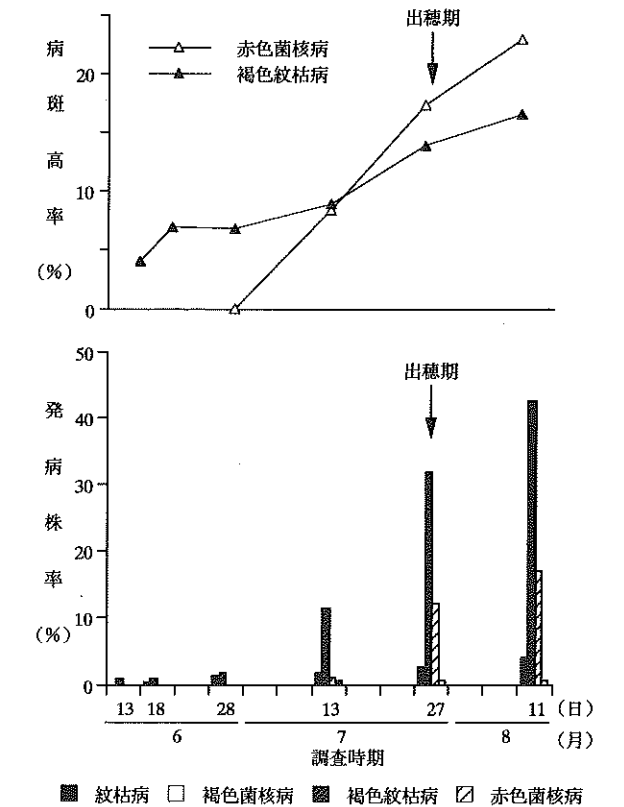 出穂期
赤色菌核病
褐色紋枯病
病斑高率
(%)
20
10
0
出穂期
発病株率
(%)
50
40
30
20
10
0
13 18 28 13 27 11 (日)
6 7 8 (月)
調査時期
紋枯病 褐色菌核病 褐色紋枯病 赤色菌核病